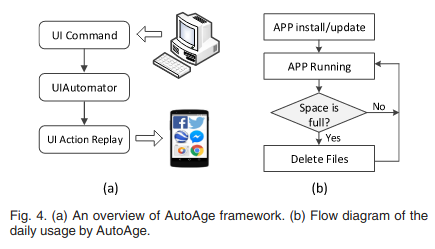 UI Command
UIAutomator
UI Action Replay
(a)
APP install/update
APP Running
Space is
full?
No
Yes
Delete Files
(b)
Fig. 4. (a) An overview of AutoAge framework. (b) Flow diagram of the
daily usage by AutoAge.